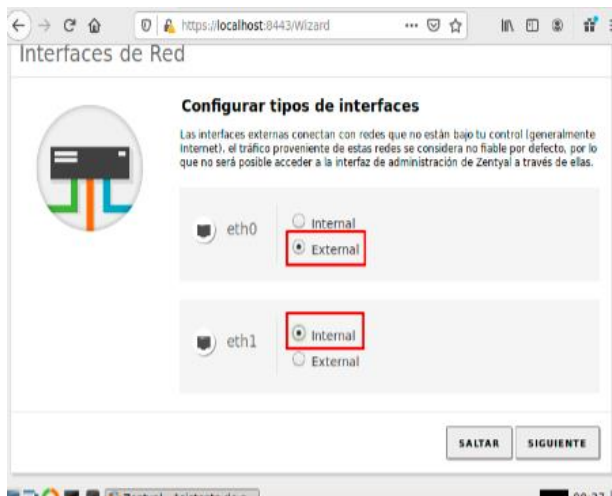 https://localhost:8443/Wizard
Interfaces de Red
Configurar tipos de interfaces
Las interfaces externas conectan con redes que no están bajo tu control (generalmente
Internet), el tráfico proveniente de estas redes se considera no fiable por defecto, por lo
que no será posible acceder a la interfaz de administración de Zentyal a través de ellas.
eth0
Internal
External
eth1
Internal
External
SALTAR
SIGUIENTE
Zentyal - Asistente de